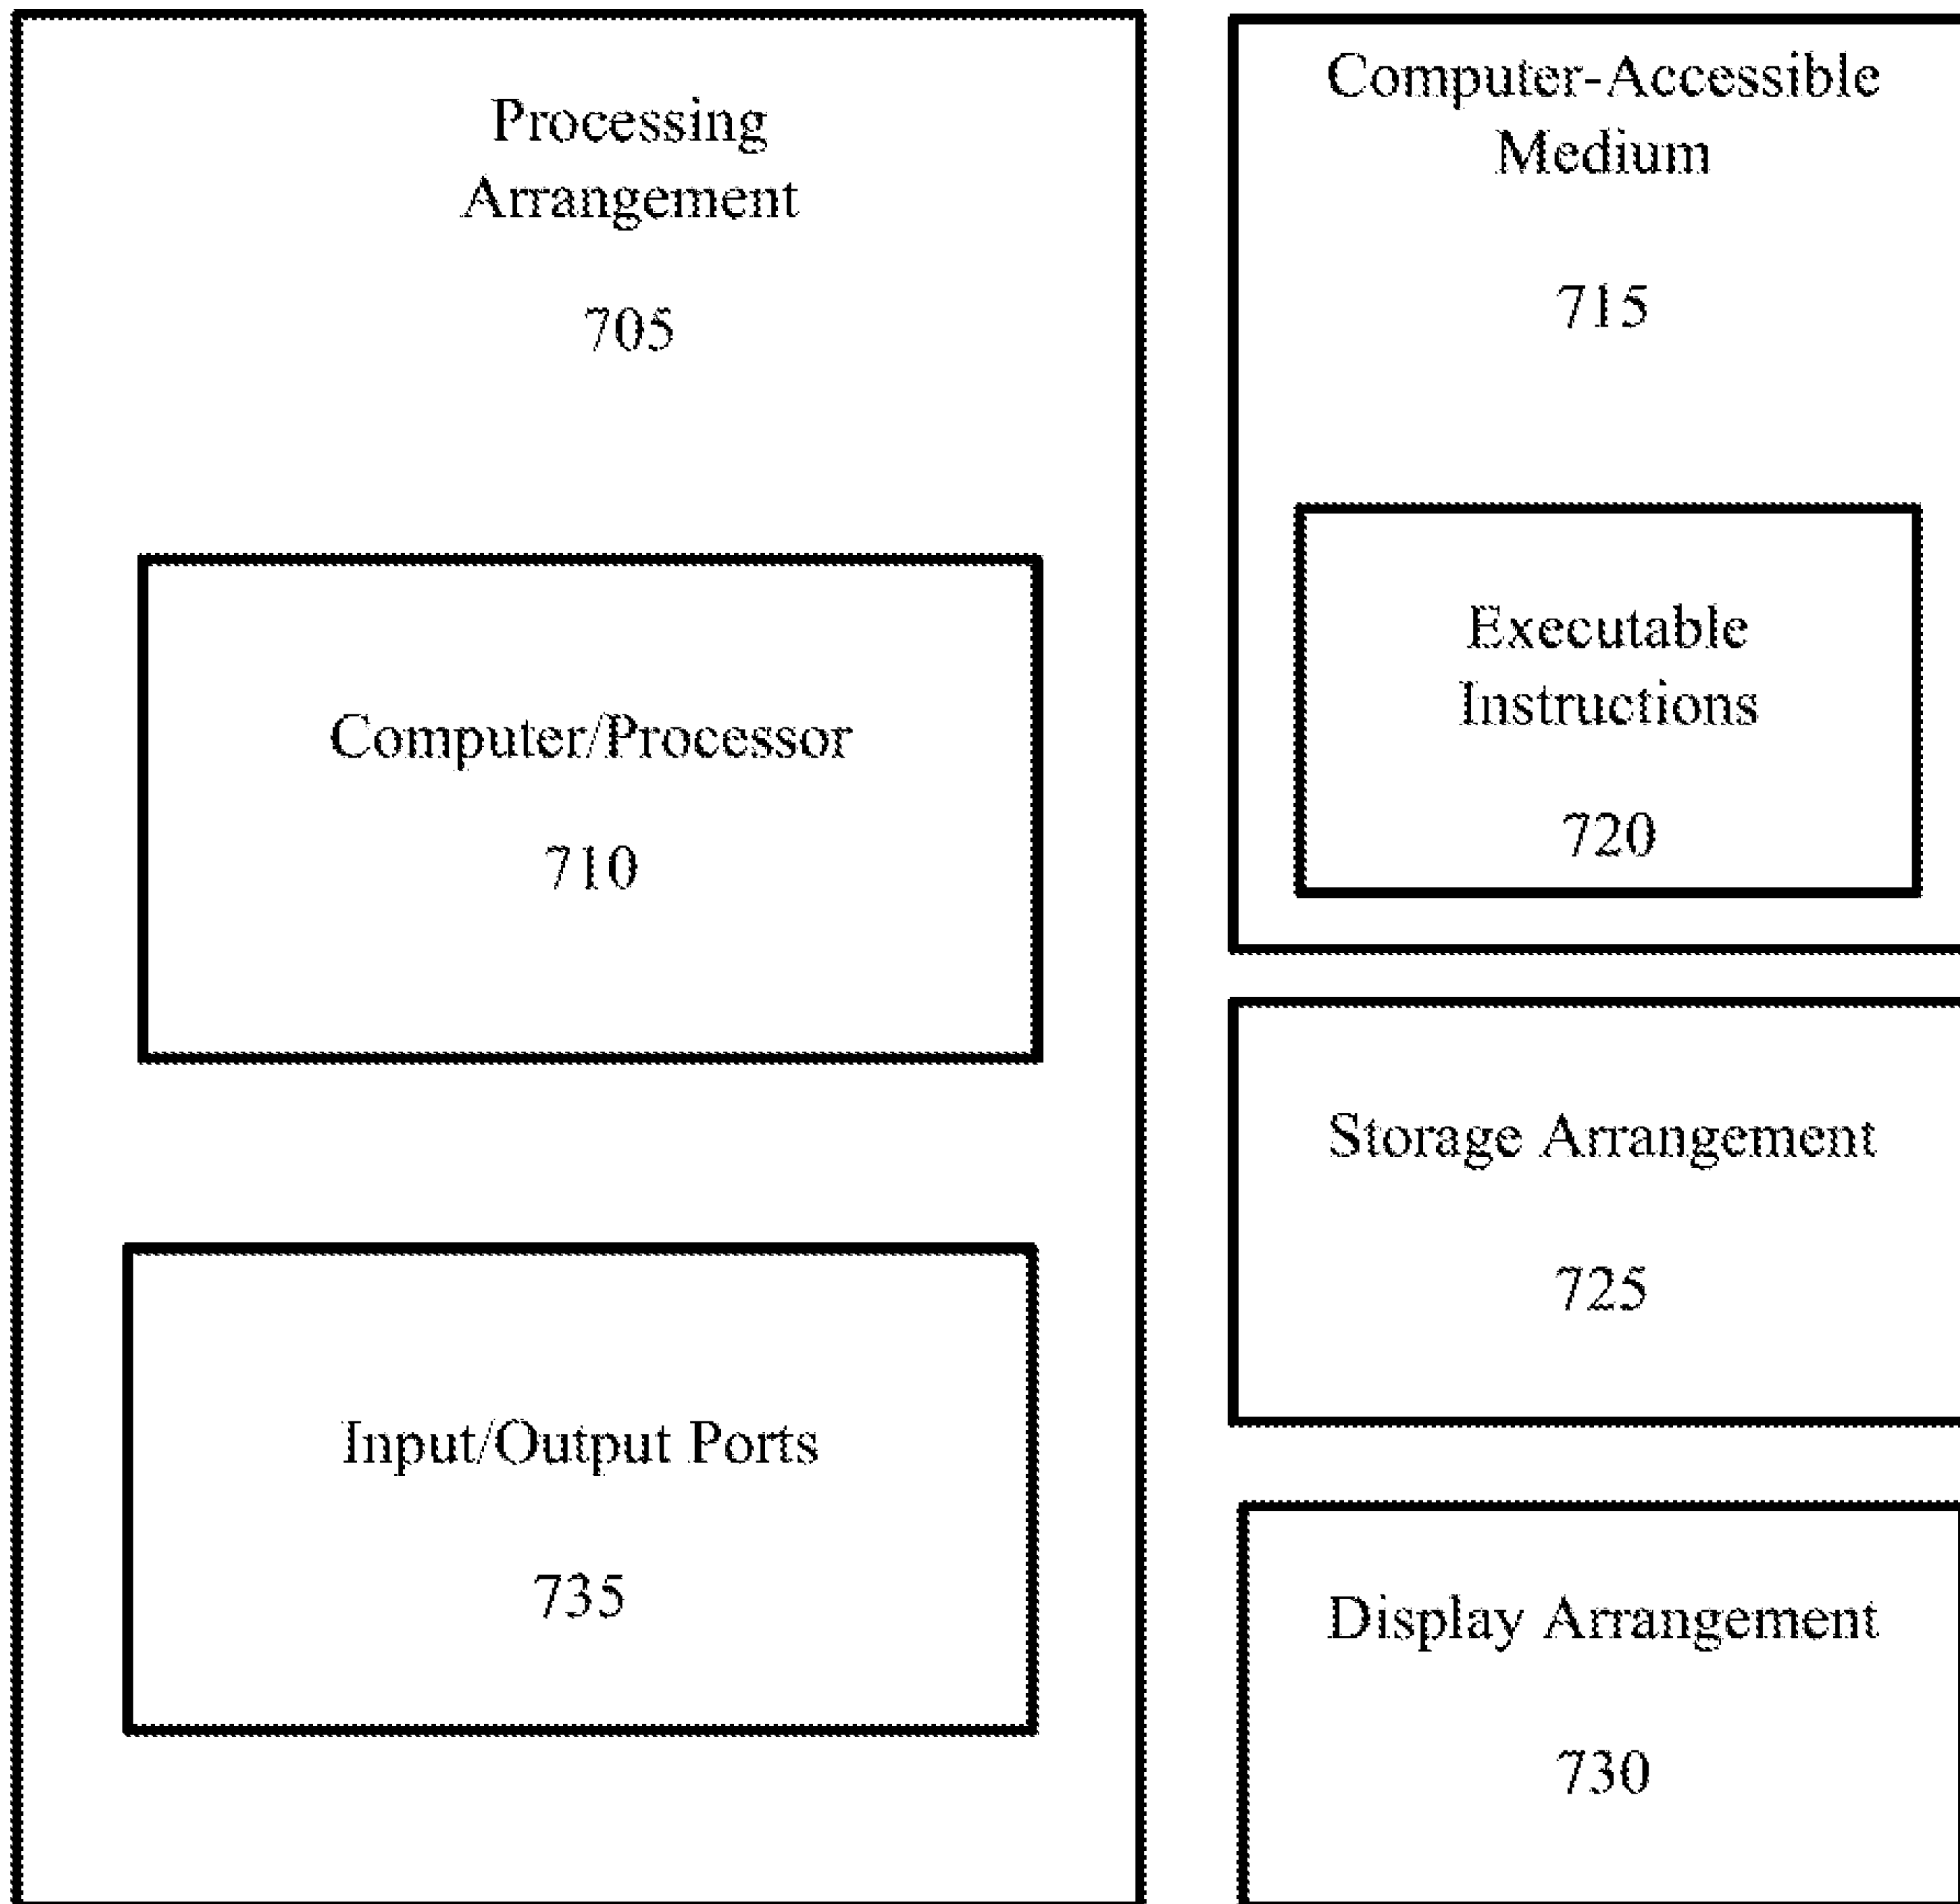 Processing
Arrangement
705
Computer/Processor
710
Input/Output Ports
735
Computer-Accessible
Medium
715
Executable
Instructions
720
Storage Arrangement
725
Display Arrangement
730